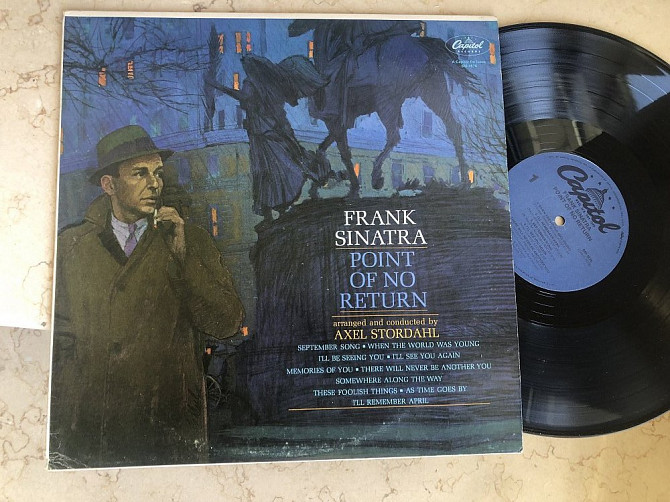 Capitol
RECORDS
FRANK
SINATRA
POINT
OF NO
RETURN
arranged and conducted by
AXEL STORDAHL
SEPTEMBER SONG • WHEN THE WORLD WAS YOUNG
I'LL BE SEEING YOU • I'LL SEE YOU AGAIN
MEMORIES OF YOU • THERE WILL NEVER BE ANOTHER YOU
SOMEWHERE ALONG THE WAY
THESE FOOLISH THINGS • AS TIME GOES BY
I'LL REMEMBER APRIL
Capitol
1